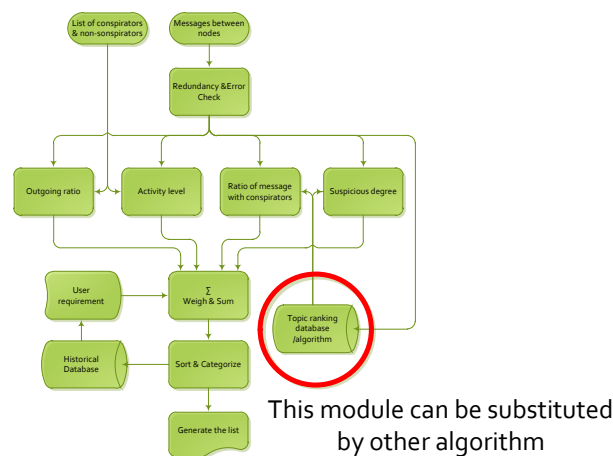 List of conspirators
& non-sonspirators
Messages between
nodes
Redundancy &Error
Check
Outgoing ratio
Activity level
Ratio of message
with conspirators
Suspicious degree
User
requirement
∑
Weigh & Sum
Topic ranking
database
/algorithm
Historical
Database
Sort & Categorize
Generate the list
This module can be substituted
by other algorithm